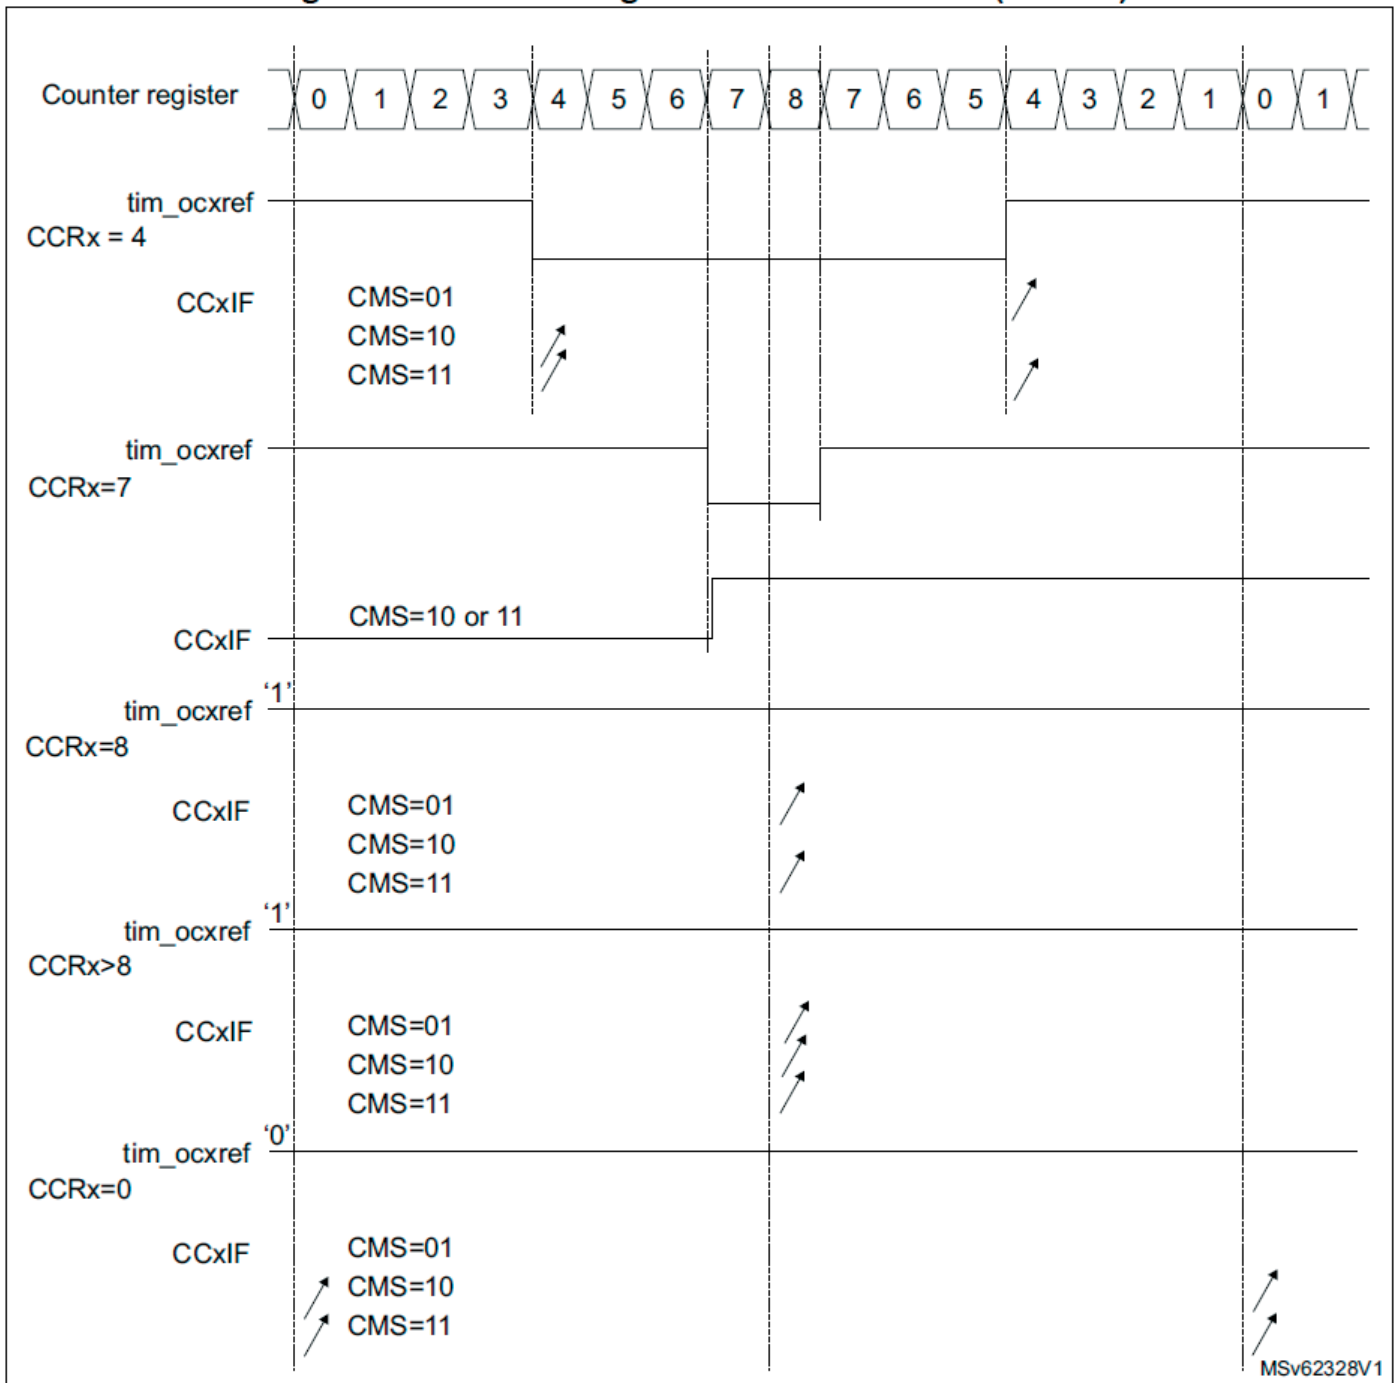 Counter register 0 1 2 3 4 5 6 7 8 7 6 5 4 3 2 1 0 1
tim_ocxref
CCRx = 4
CCxIF
CMS=01
CMS=10
CMS=11
tim_ocxref
CCRx=7
CMS=10 or 11
CCxIF
'1'
tim_ocxref
CCRx=8
CCxIF
CMS=01
CMS=10
CMS=11
'1'
tim_ocxref
CCRx>8
CCxIF
CMS=01
CMS=10
CMS=11
'0'
tim_ocxref
CCRx=0
CCxIF
CMS=01
CMS=10
CMS=11
MSv62328V1